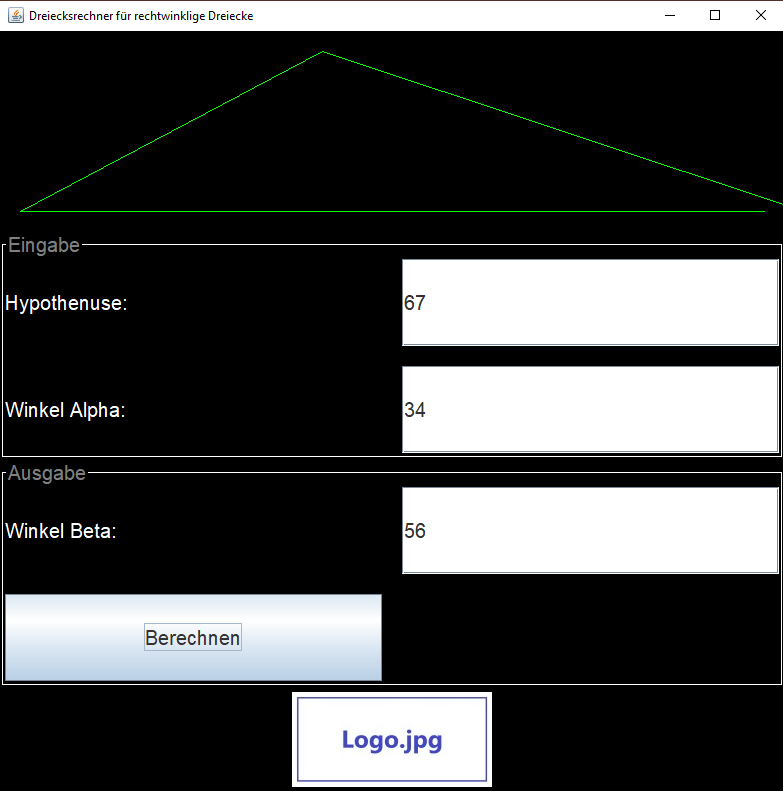 Dreiecksrechner für rechtwinklige Dreiecke
Eingabe
Hypothenuse:
67
Winkel Alpha:
34
Ausgabe
Winkel Beta:
56
Berechnen
Logo.jpg